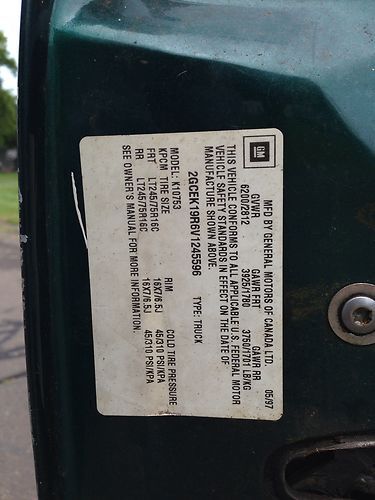 GM
MFD BY GENERAL MOTORS OF CANADA LTD. 05/97
GVWR GAWR FRT GAWR RR
6200/2812 3925/1780 3750/1701 LB/KG
THIS VEHICLE CONFORMS TO ALL APPLICABLE U.S. FEDERAL MOTOR
VEHICLE SAFETY STANDARDS IN EFFECT ON THE DATE OF
MANUFACTURE SHOWN ABOVE.
2GCEK19R6V1245596 TYPE: TRUCK
MODEL: K10753
KPCM TIRE SIZE RIM COLD TIRE PRESSURE
FRT LT245/75R16C 16X7/6.5J 45/310 PSI/KPA
RR LT245/75R16C 16X7/6.5J 45/310 PSI/KPA
SEE OWNER'S MANUAL FOR MORE INFORMATION.